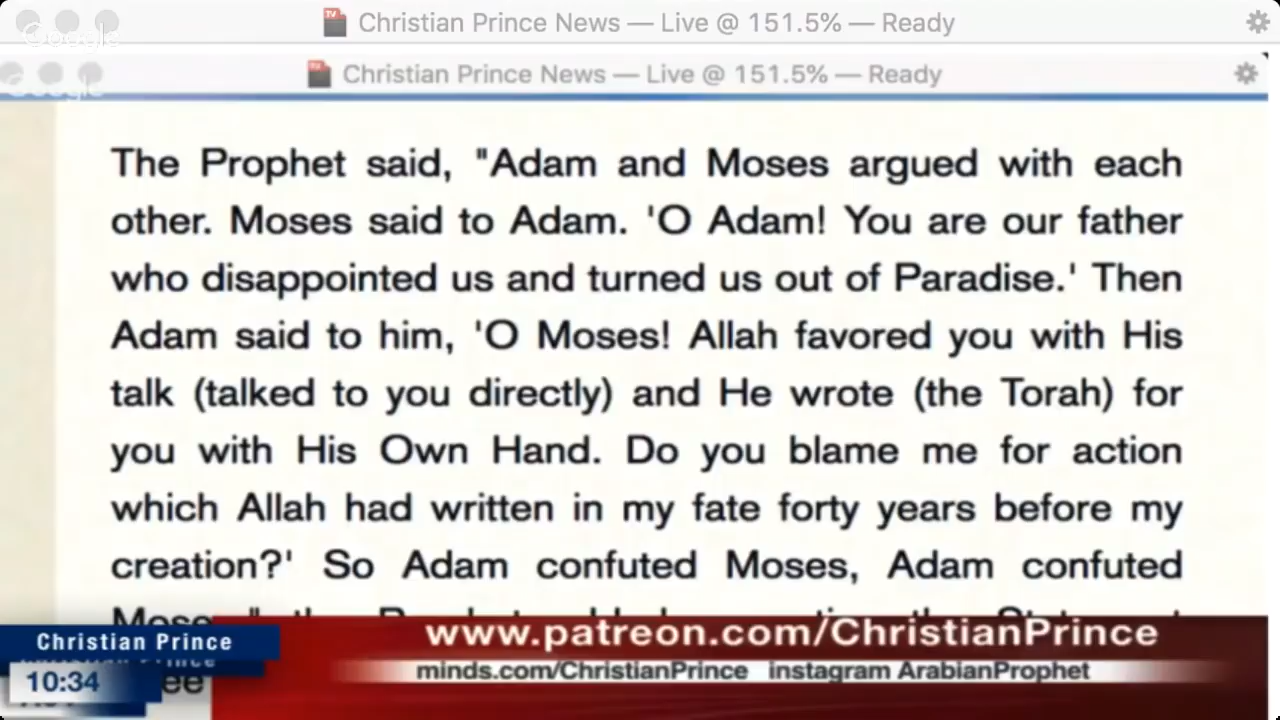 Christian Prince News — Live @ 151.5% — Ready
Google
Christian Prince News — Live @ 151.5% — Ready
Google
The Prophet said, "Adam and Moses argued with each
other. Moses said to Adam. 'O Adam! You are our father
who disappointed us and turned us out of Paradise.' Then
Adam said to him, 'O Moses! Allah favored you with His
talk (talked to you directly) and He wrote (the Torah) for
you with His Own Hand. Do you blame me for action
which Allah had written in my fate forty years before my
creation?' So Adam confuted Moses, Adam confuted
www.patreon.com/ChristianPrince
Christian Prince
minds.com/ChristianPrince instagram ArabianProphet
Christian Prince
10:34